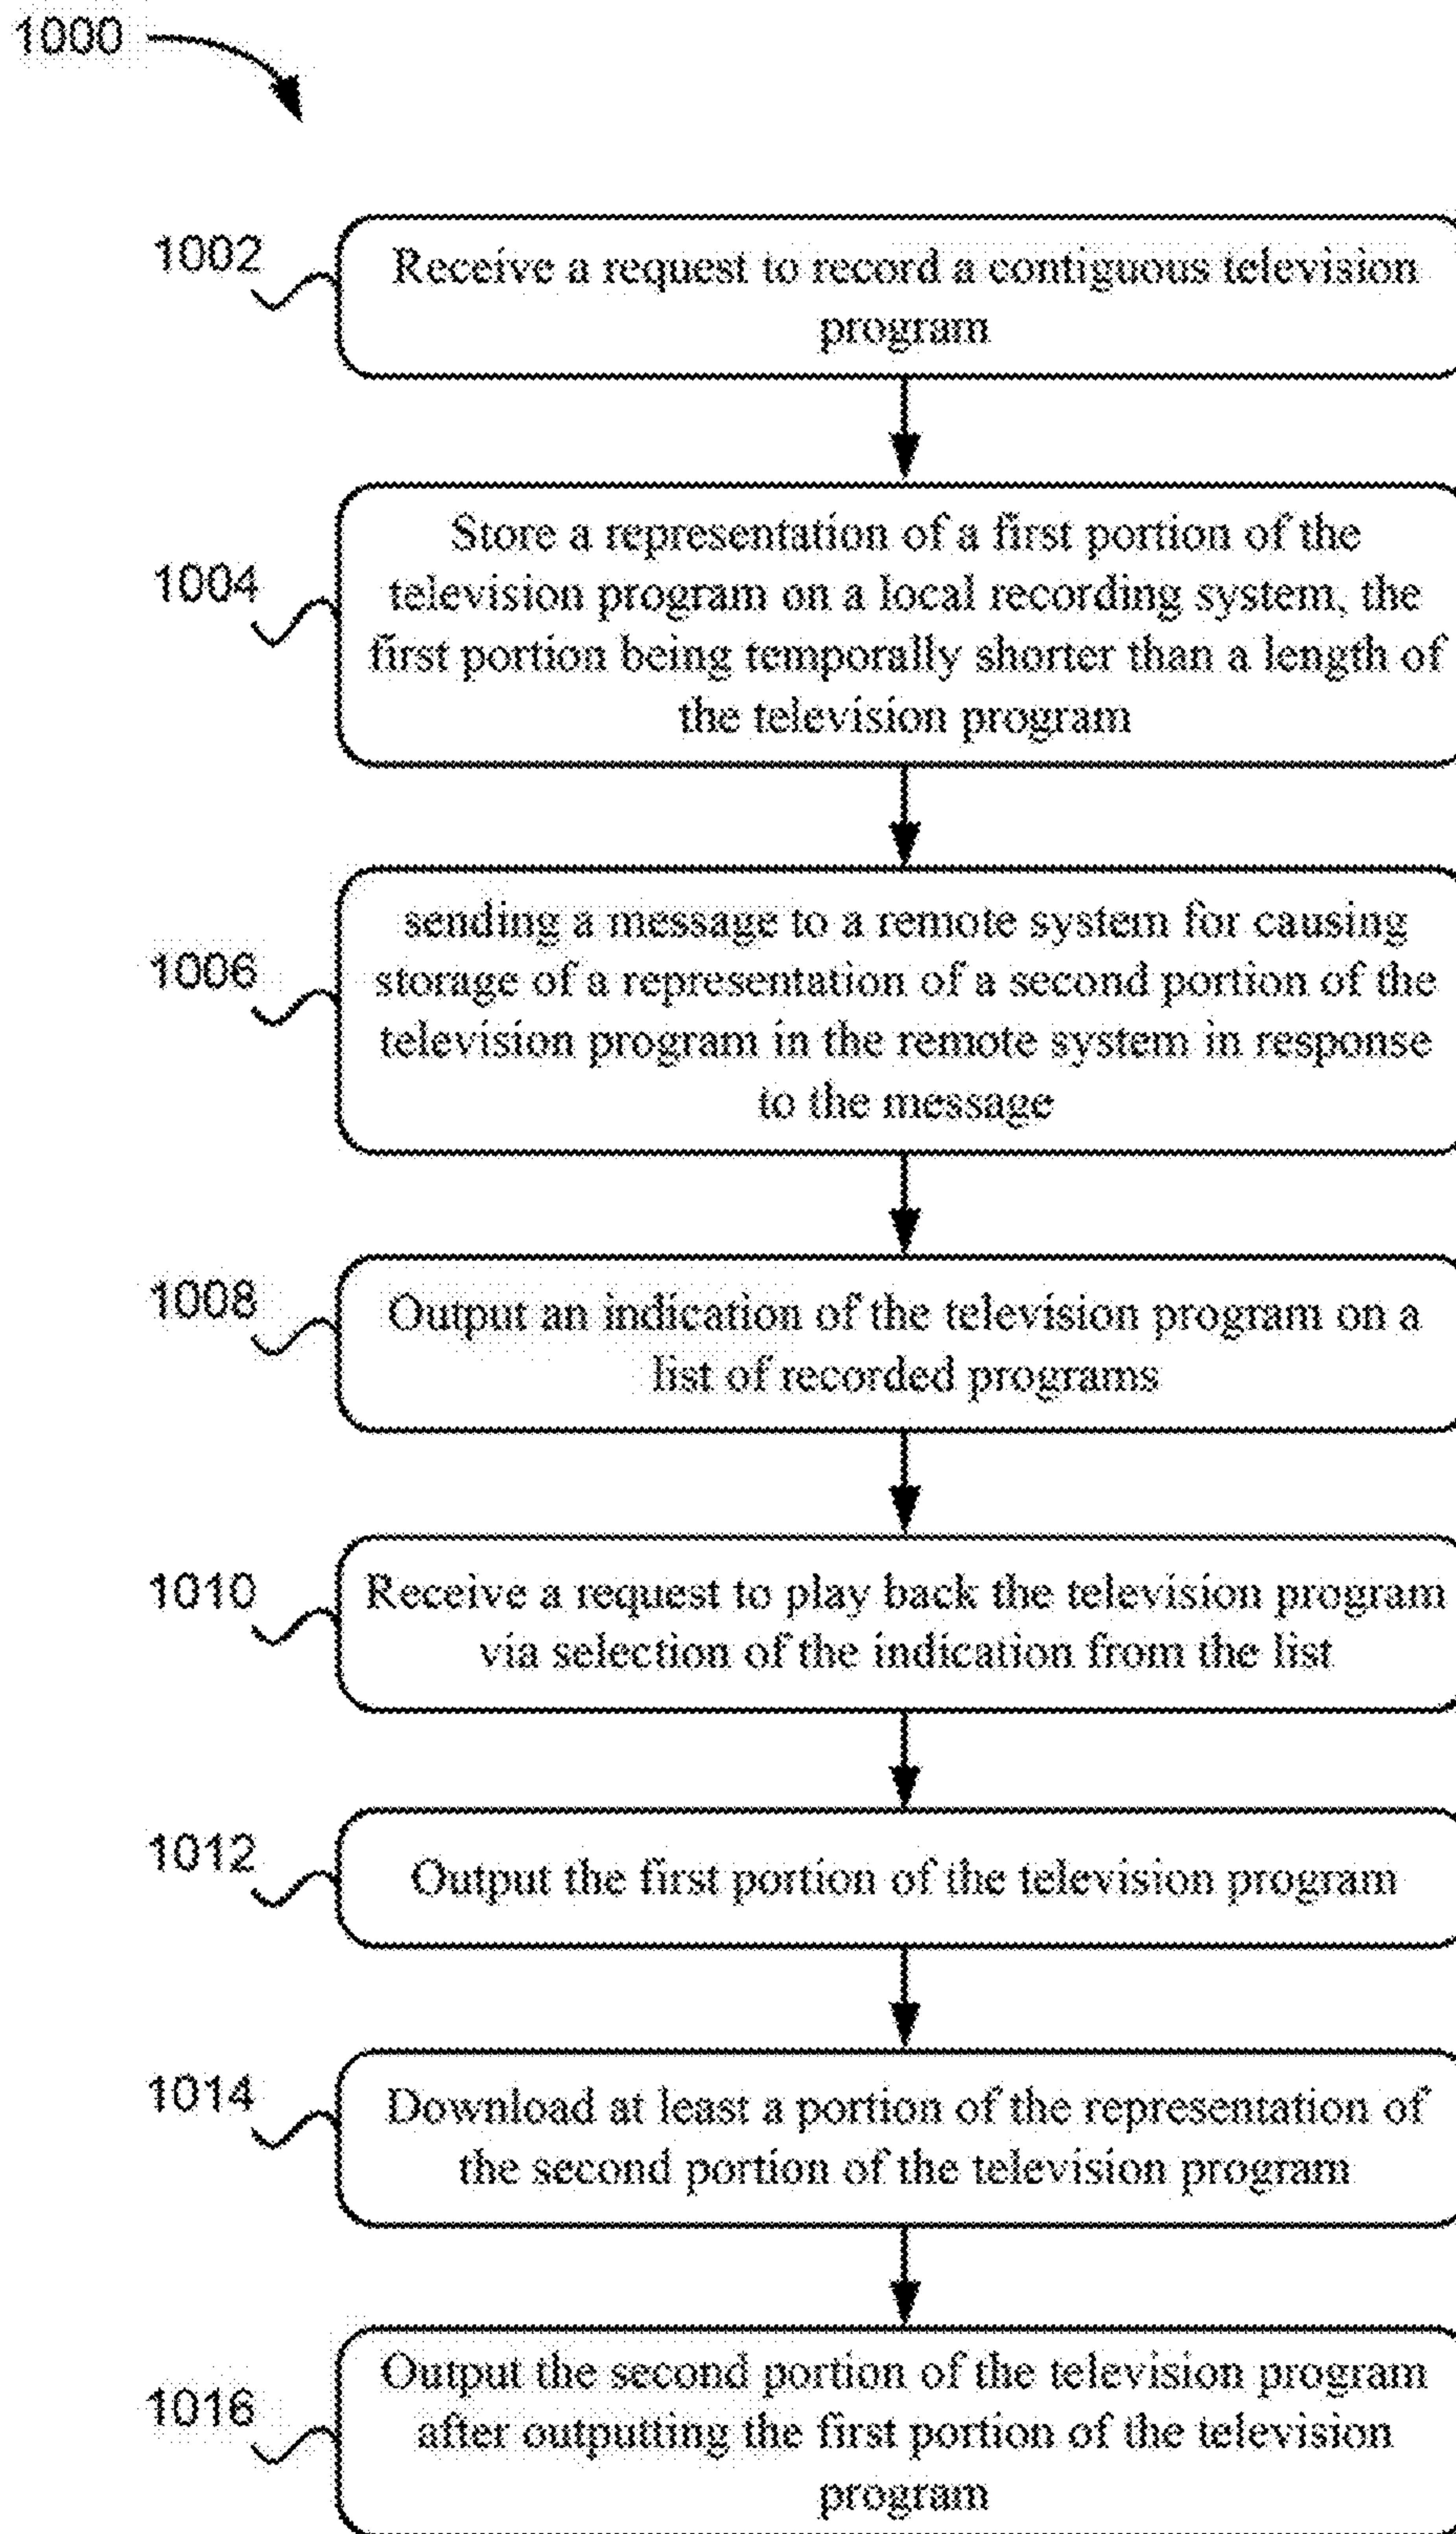 1000
1002
Receive a request to record a contiguous television
program
1004
Store a representation of a first portion of the
television program on a local recording system, the
first portion being temporally shorter than a length of
the television program
1006
sending a message to a remote system for causing
storage of a representation of a second portion of the
television program in the remote system in response
to the message
1008
Output an indication of the television program on a
list of recorded programs
1010
Receive a request to play back the television program
via selection of the indication from the list
1012
Output the first portion of the television program
1014
Download at least a portion of the representation of
the second portion of the television program
1016
Output the second portion of the television program
after outputting the first portion of the television
program